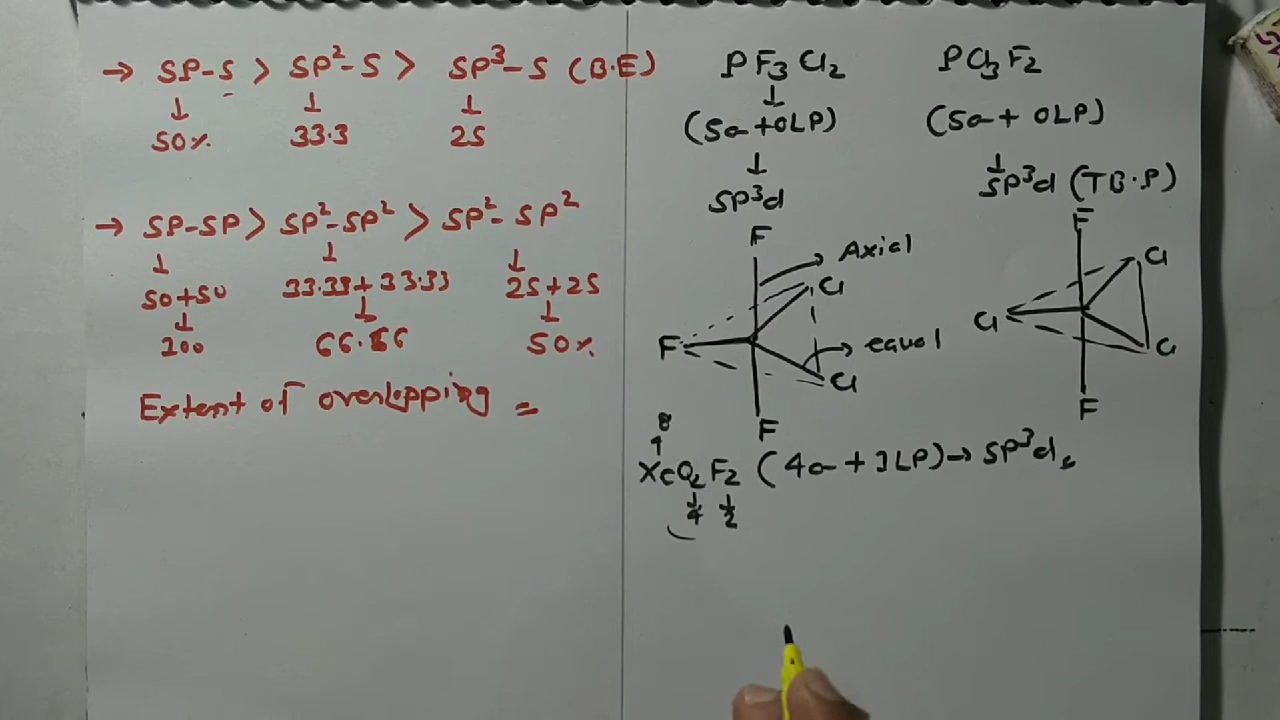 → SP-S > SP²-S > SP³-S (B.E)
↓ ↓ ↓
50% 33.3 25
→ SP-SP > SP²-SP² > SP²-SP²
↓ ↓ ↓
50+50 33.33+33.33 25+25
↓ ↓ ↓
200 66.66 50%
Extent of overlapping =
PF₃Cl₂
↓
(5σ+0LP)
↓
SP³d
F
Axial
Cl
F
equal
Cl
F
PCl₃F₂
(5σ+0LP)
↓
SP³d (TB.P)
F
Cl
Cl
Cl
F
8
↑
XeO₂F₂ (4σ+1LP)→SP³d
↓ ↓
4 2